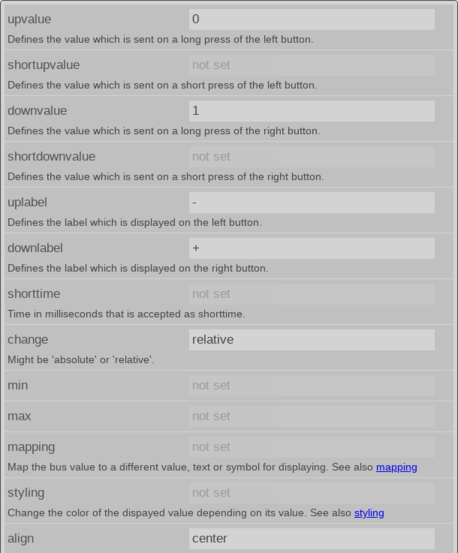 upvalue 0
Defines the value which is sent on a long press of the left button.
shortupvalue not set
Defines the value which is sent on a short press of the left button.
downvalue 1
Defines the value which is sent on a long press of the right button.
shortdownvalue not set
Defines the value which is sent on a short press of the right button.
uplabel -
Defines the label which is displayed on the left button.
downlabel +
Defines the label which is displayed on the right button.
shorttime not set
Time in milliseconds that is accepted as shorttime.
change relative
Might be 'absolute' or 'relative'.
min not set
max not set
mapping not set
Map the bus value to a different value, text or symbol for displaying. See also mapping
styling not set
Change the color of the dispayed value depending on its value. See also styling
align center